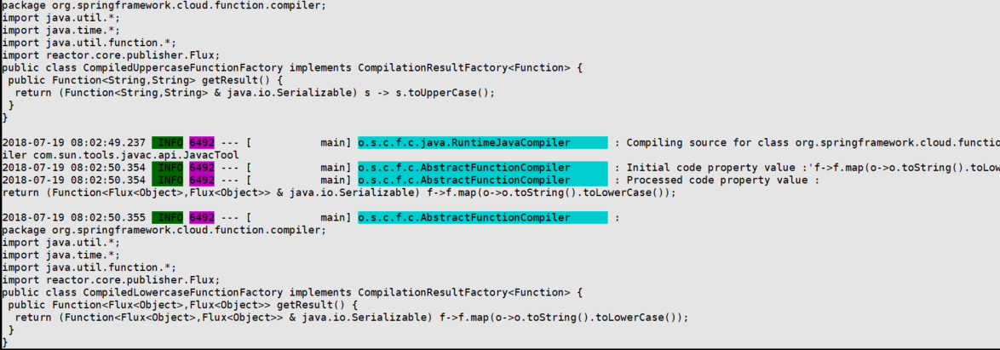 package org.springframework.cloud.function.compiler;
import java.util.*;
import java.time.*;
import java.util.function.*;
import reactor.core.publisher.Flux;
public class CompiledUppercaseFunctionFactory implements CompilationResultFactory<Function> {
 public Function<String,String> getResult() {
  return (Function<String,String> & java.io.Serializable) s -> s.toUpperCase();
 }
}
2018-07-19 08:02:49.237  INFO 6492 --- [           main] o.s.c.f.c.java.RuntimeJavaCompiler       : Compiling source for class org.springframework.cloud.functio
iler com.sun.tools.javac.api.JavacTool
2018-07-19 08:02:50.354  INFO 6492 --- [           main] o.s.c.f.c.AbstractFunctionCompiler       : Initial code property value :'f->f.map(o->o.toString().toLow
2018-07-19 08:02:50.354  INFO 6492 --- [           main] o.s.c.f.c.AbstractFunctionCompiler       : Processed code property value :
return (Function<Flux<Object>,Flux<Object>> & java.io.Serializable) f->f.map(o->o.toString().toLowerCase());
2018-07-19 08:02:50.355  INFO 6492 --- [           main] o.s.c.f.c.AbstractFunctionCompiler       :
package org.springframework.cloud.function.compiler;
import java.util.*;
import java.time.*;
import java.util.function.*;
import reactor.core.publisher.Flux;
public class CompiledLowercaseFunctionFactory implements CompilationResultFactory<Function> {
 public Function<Flux<Object>,Flux<Object>> getResult() {
  return (Function<Flux<Object>,Flux<Object>> & java.io.Serializable) f->f.map(o->o.toString().toLowerCase());
 }
}